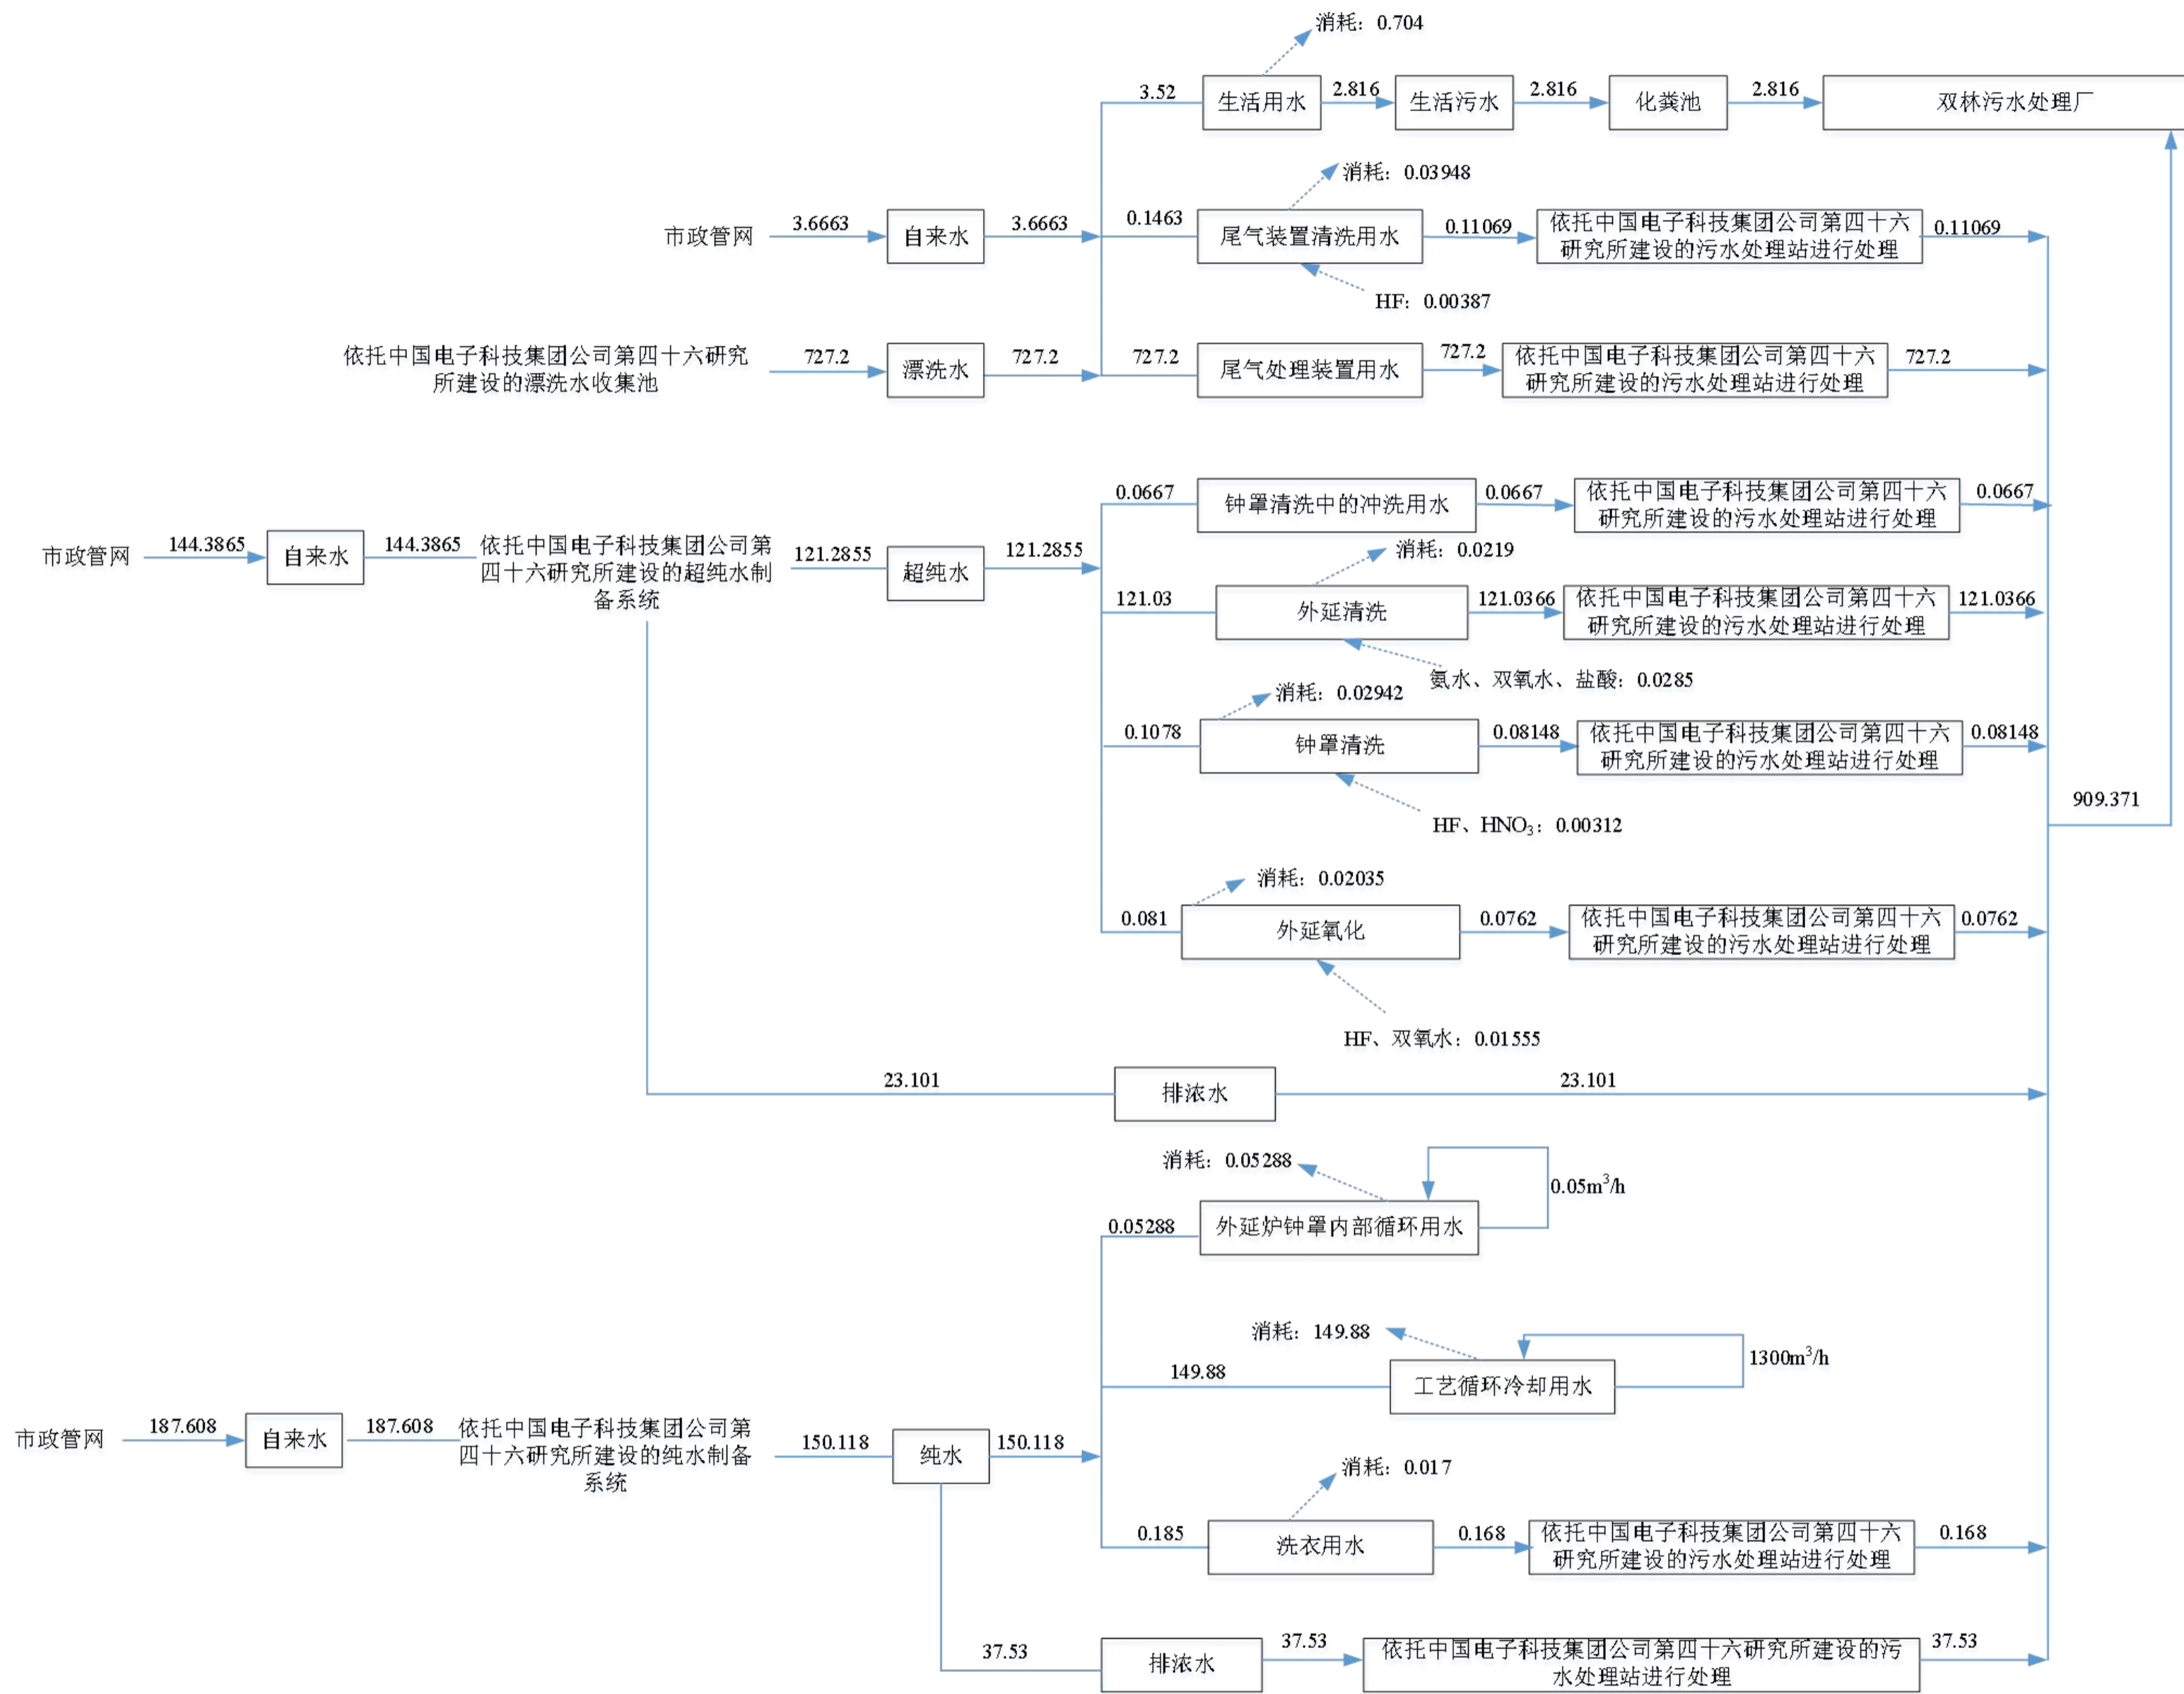 消耗：0.704
3.52
生活用水
2.816
生活污水
2.816
化粪池
2.816
双林污水处理厂
消耗：0.03948
市政管网
3.6663
自来水
3.6663
0.1463
尾气装置清洗用水
0.11069
依托中国电子科技集团公司第四十六
研究所建设的污水处理站进行处理
0.11069
HF：0.00387
依托中国电子科技集团公司第四十六研究
所建设的漂洗水收集池
727.2
漂洗水
727.2
727.2
尾气处理装置用水
727.2
依托中国电子科技集团公司第四十六
研究所建设的污水处理站进行处理
727.2
0.0667
钟罩清洗中的冲洗用水
0.0667
依托中国电子科技集团公司第四十六
研究所建设的污水处理站进行处理
0.0667
市政管网
144.3865
自来水
144.3865
依托中国电子科技集团公司第
四十六研究所建设的超纯水制
备系统
121.2855
超纯水
121.2855
消耗：0.0219
121.03
外延清洗
121.0366
依托中国电子科技集团公司第四十六
研究所建设的污水处理站进行处理
121.0366
氨水、双氧水、盐酸：0.0285
消耗：0.02942
0.1078
钟罩清洗
0.08148
依托中国电子科技集团公司第四十六
研究所建设的污水处理站进行处理
0.08148
HF、HNO₃：0.00312
909.371
消耗：0.02035
0.081
外延氧化
0.0762
依托中国电子科技集团公司第四十六
研究所建设的污水处理站进行处理
0.0762
HF、双氧水：0.01555
23.101
排浓水
23.101
消耗：0.05288
0.05m³/h
0.05288
外延炉钟罩内部循环用水
消耗：149.88
149.88
工艺循环冷却用水
1300m³/h
市政管网
187.608
自来水
187.608
依托中国电子科技集团公司第
四十六研究所建设的纯水制备
系统
150.118
纯水
150.118
消耗：0.017
0.185
洗衣用水
0.168
依托中国电子科技集团公司第四十六
研究所建设的污水处理站进行处理
0.168
37.53
排浓水
37.53
依托中国电子科技集团公司第四十六研究所建设的污
水处理站进行处理
37.53